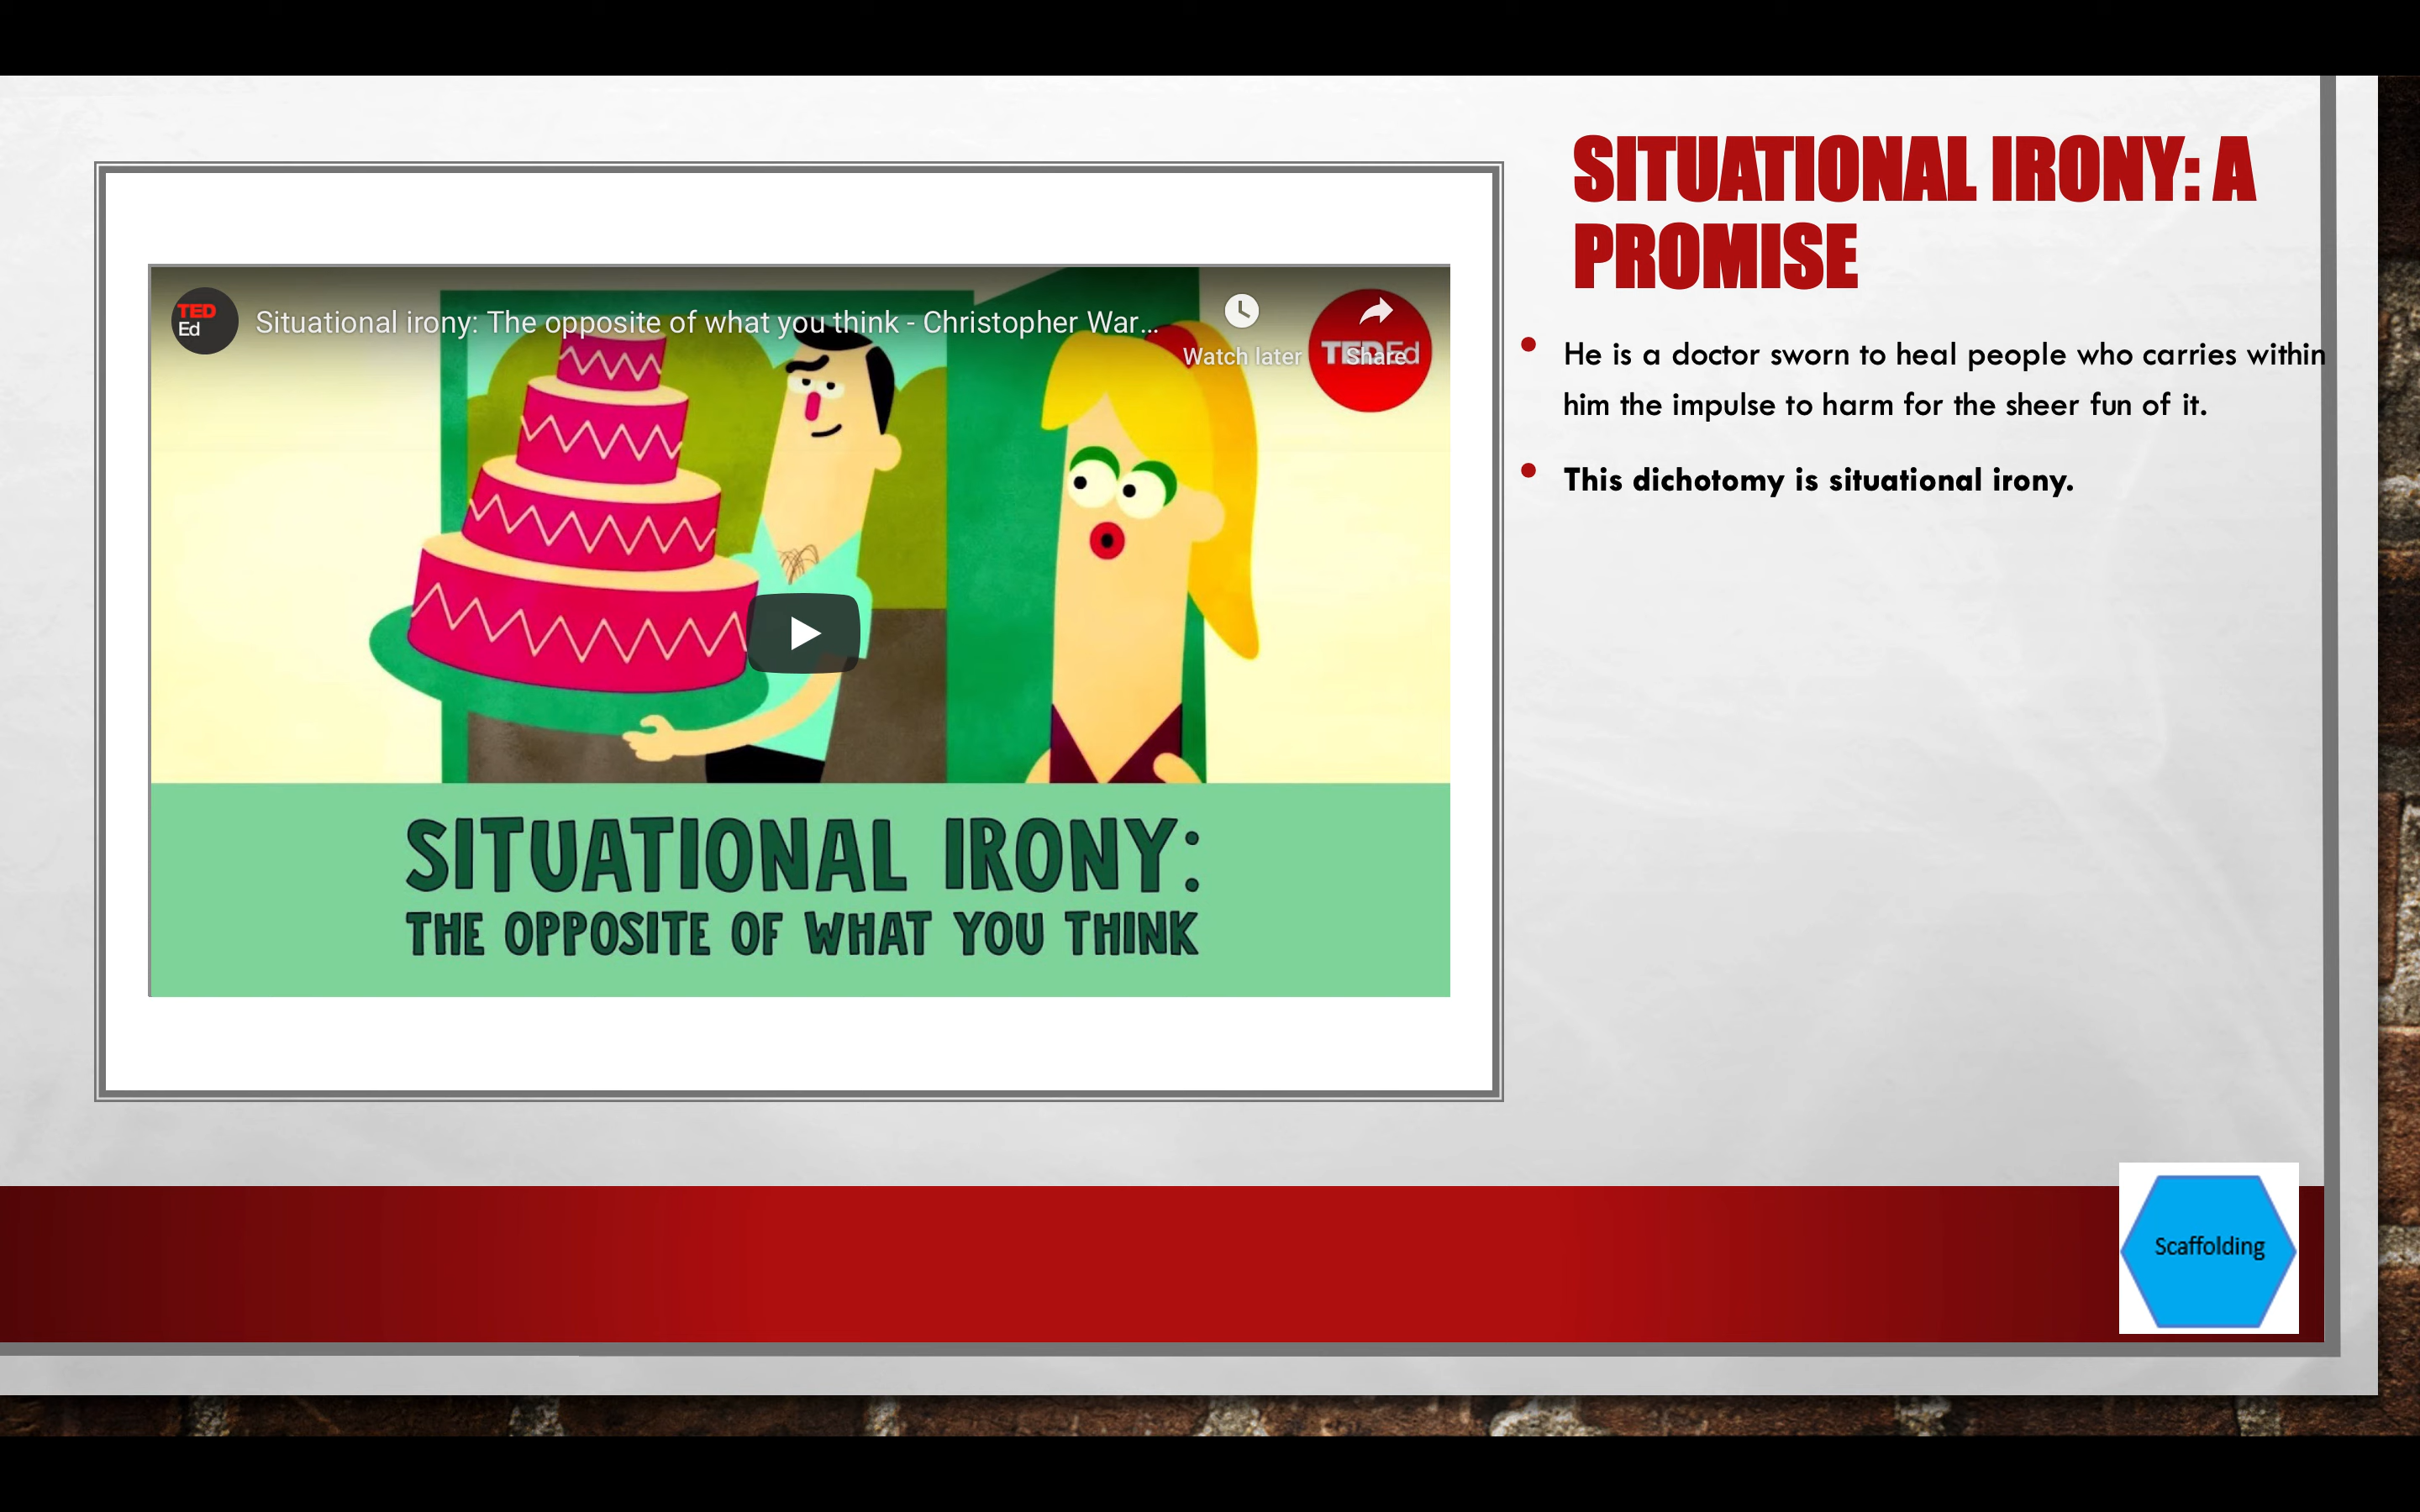 SITUATIONAL IRONY: A
PROMISE
TED
Ed
Situational irony: The opposite of what you think - Christopher War...
Watch later
Share
TEDEd
SITUATIONAL IRONY:
THE OPPOSITE OF WHAT YOU THINK
• He is a doctor sworn to heal people who carries within
him the impulse to harm for the sheer fun of it.
• This dichotomy is situational irony.
Scaffolding